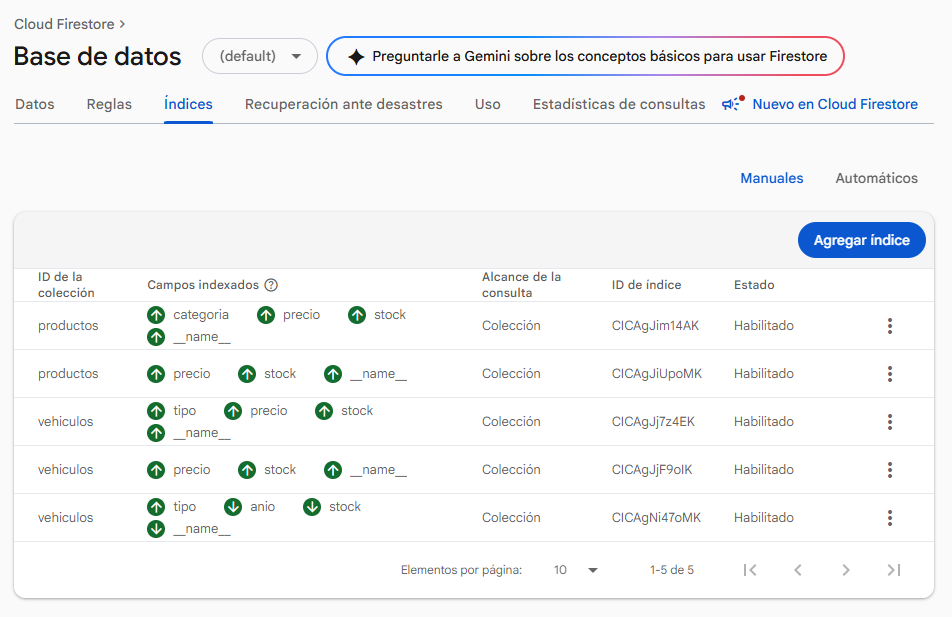 Cloud Firestore
Base de datos
(default)
Preguntarle a Gemini sobre los conceptos básicos para usar Firestore
Datos Reglas Índices Recuperación ante desastres Uso Estadísticas de consultas Nuevo en Cloud Firestore
Manuales Automáticos
Agregar índice
ID de la colección Campos indexados Alcance de la consulta ID de índice Estado
productos categoria precio stock __name__ Colección CICAgJim14AK Habilitado
productos precio stock __name__ Colección CICAgJiUpoMK Habilitado
vehiculos tipo precio stock __name__ Colección CICAgJj7z4EK Habilitado
vehiculos precio stock __name__ Colección CICAgJjF9oIK Habilitado
vehiculos tipo anio stock __name__ Colección CICAgNi47oMK Habilitado
Elementos por página: 10 1-5 de 5